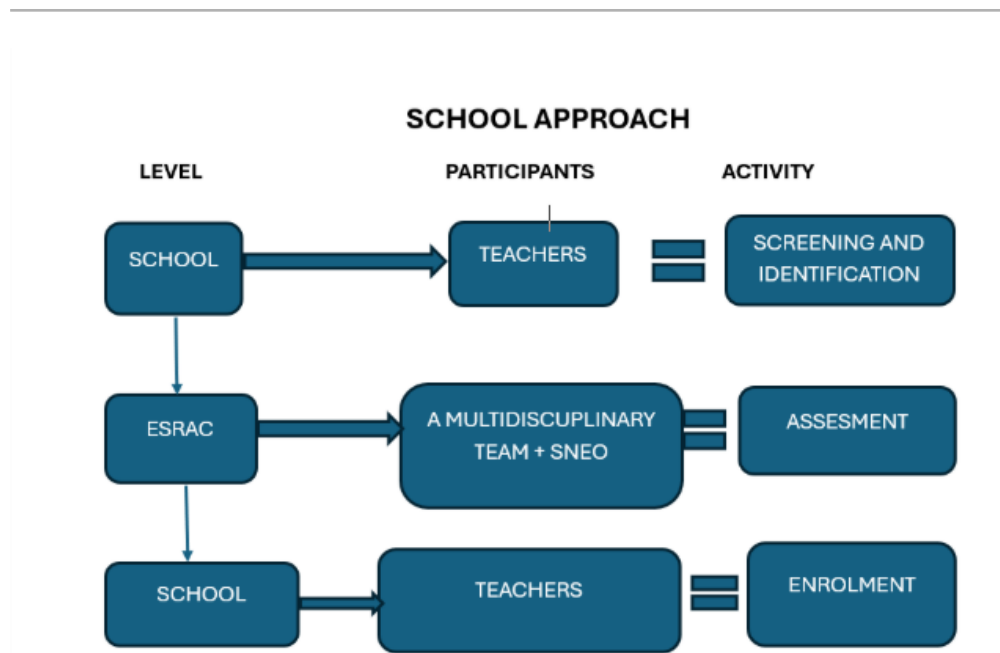 SCHOOL APPROACH
LEVEL PARTICIPANTS ACTIVITY
SCHOOL TEACHERS SCREENING AND
IDENTIFICATION
ESRAC A MULTIDISCUPLINARY
TEAM + SNEO ASSESMENT
SCHOOL TEACHERS ENROLMENT